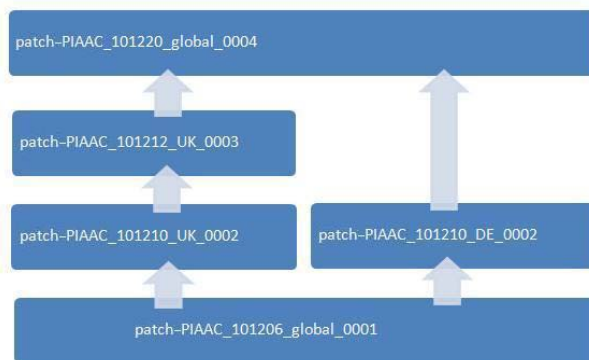 patch-PIAAC_101220_global_0004
patch-PIAAC_101212_UK_0003
patch-PIAAC_101210_UK_0002
patch-PIAAC_101210_DE_0002
patch-PIAAC_101206_global_0001